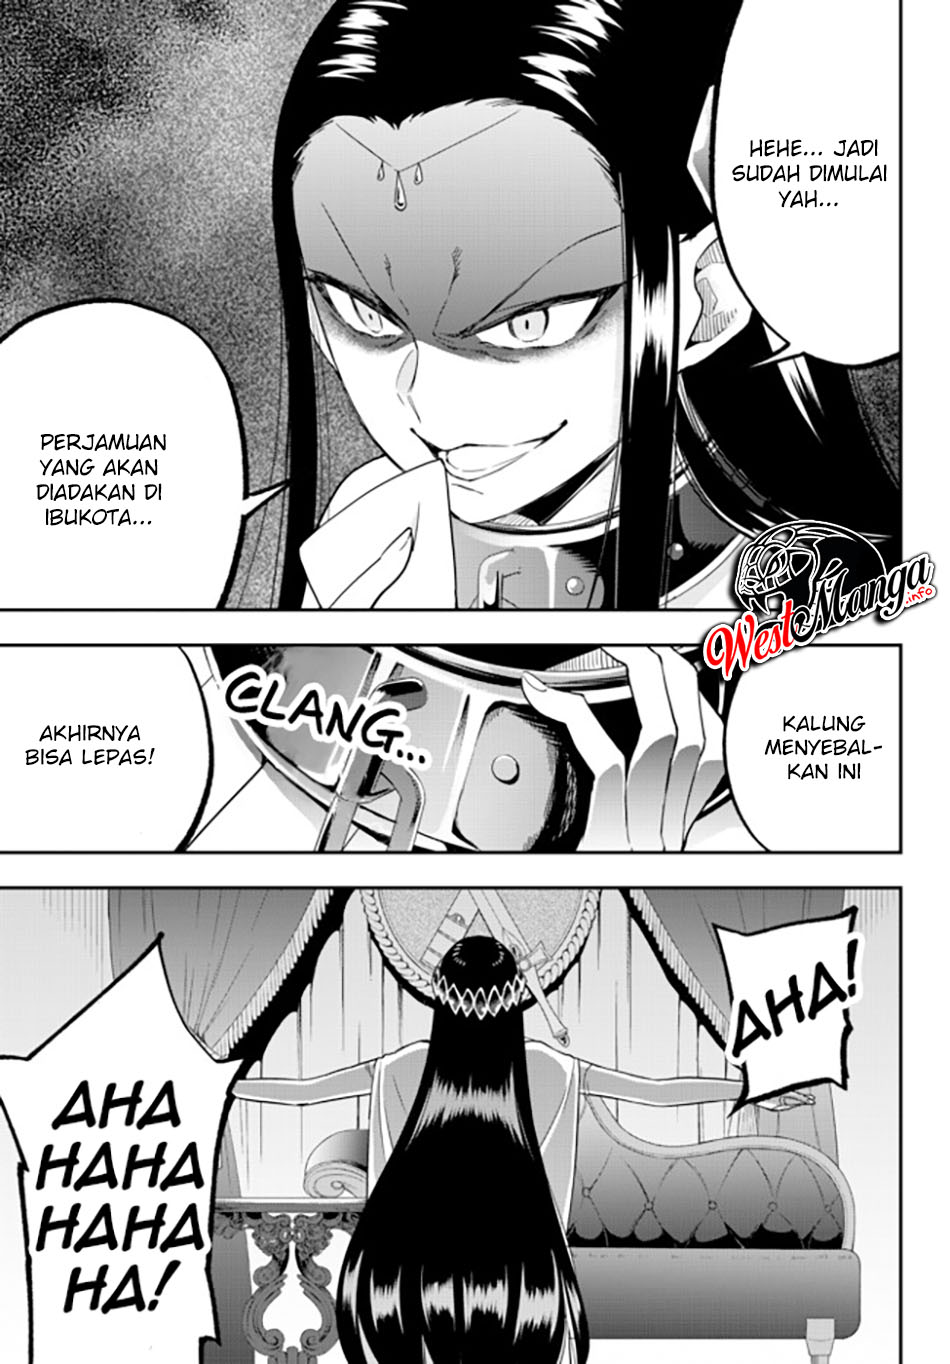 HEHE... JADI
SUDAH DIMULAI
YAH...
PERJAMUAN
YANG AKAN
DIADAKAN DI
IBUKOTA...
WestManga
.info
KALUNG
MENYEBAL-
KAN INI
CLANG...
AKHIRNYA
BISA LEPAS!
AHA!
AHA
HAHA
HAHA
HA!